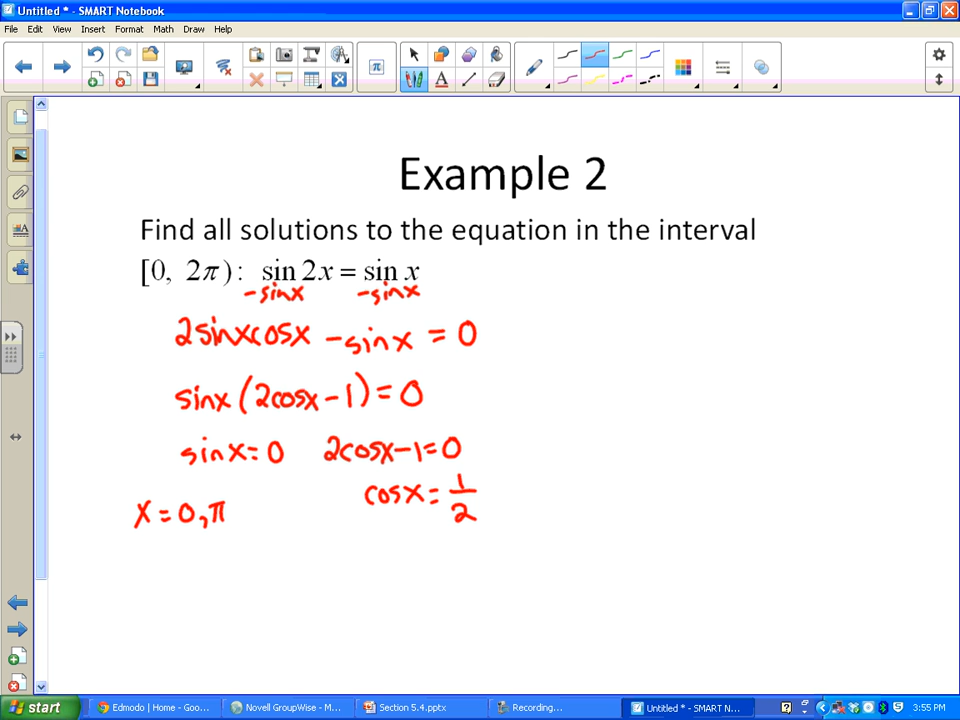 Untitled * - SMART Notebook
File Edit View Insert Format Math Draw Help
Example 2
Find all solutions to the equation in the interval
[0, 2π): sin 2x = sin x
-sinx -sinx
2sinxcosx -sinx = 0
sinx(2cosx-1)=0
sinx=0 2cosx-1=0
cosx=1/2
x=0,π
start Edmodo | Home - Goo... Novell GroupWise - M... Section 5.4.pptx Recording... Untitled * - SMART N... 3:55 PM